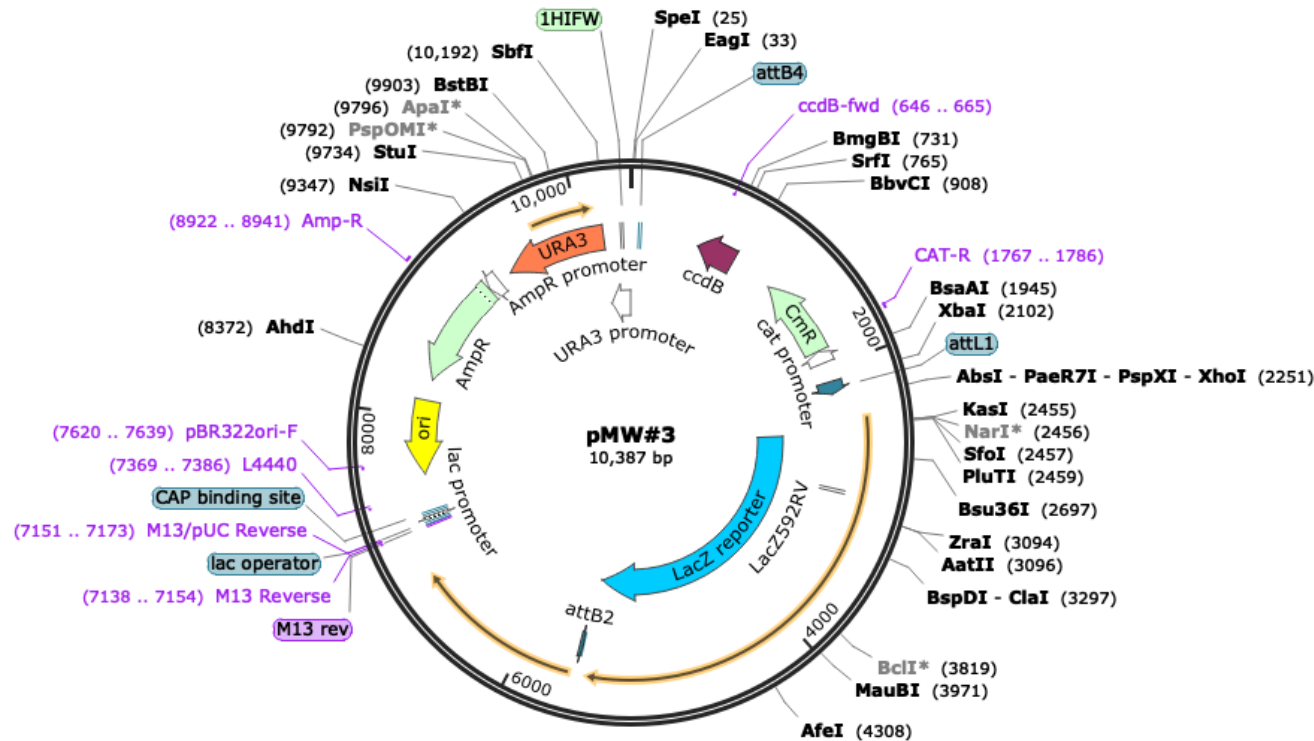 1HIFW
SpeI (25)
EagI (33)
attB4
(10,192) SbfI
(9903) BstBI
(9796) ApaI*
(9792) PspOMI*
(9734) StuI
(9347) NsiI
(8922 .. 8941) Amp-R
(8372) AhdI
(7620 .. 7639) pBR322ori-F
(7369 .. 7386) L4440
CAP binding site
(7151 .. 7173) M13/pUC Reverse
lac operator
(7138 .. 7154) M13 Reverse
M13 rev
ccdB-fwd (646 .. 665)
BmgBI (731)
SrfI (765)
BbvCI (908)
CAT-R (1767 .. 1786)
BsaAI (1945)
XbaI (2102)
attL1
AbsI - PaeR7I - PspXI - XhoI (2251)
KasI (2455)
NarI* (2456)
SfoI (2457)
PluTI (2459)
Bsu36I (2697)
ZraI (3094)
AatII (3096)
BspDI - ClaI (3297)
BclI* (3819)
MauBI (3971)
AfeI (4308)
10,000
2000
4000
6000
8000
URA3
AmpR promoter
URA3 promoter
AmpR
ori
lac promoter
ccdB
CmR
cat promoter
pMW#3
10,387 bp
LacZ592RV
LacZ reporter
attB2